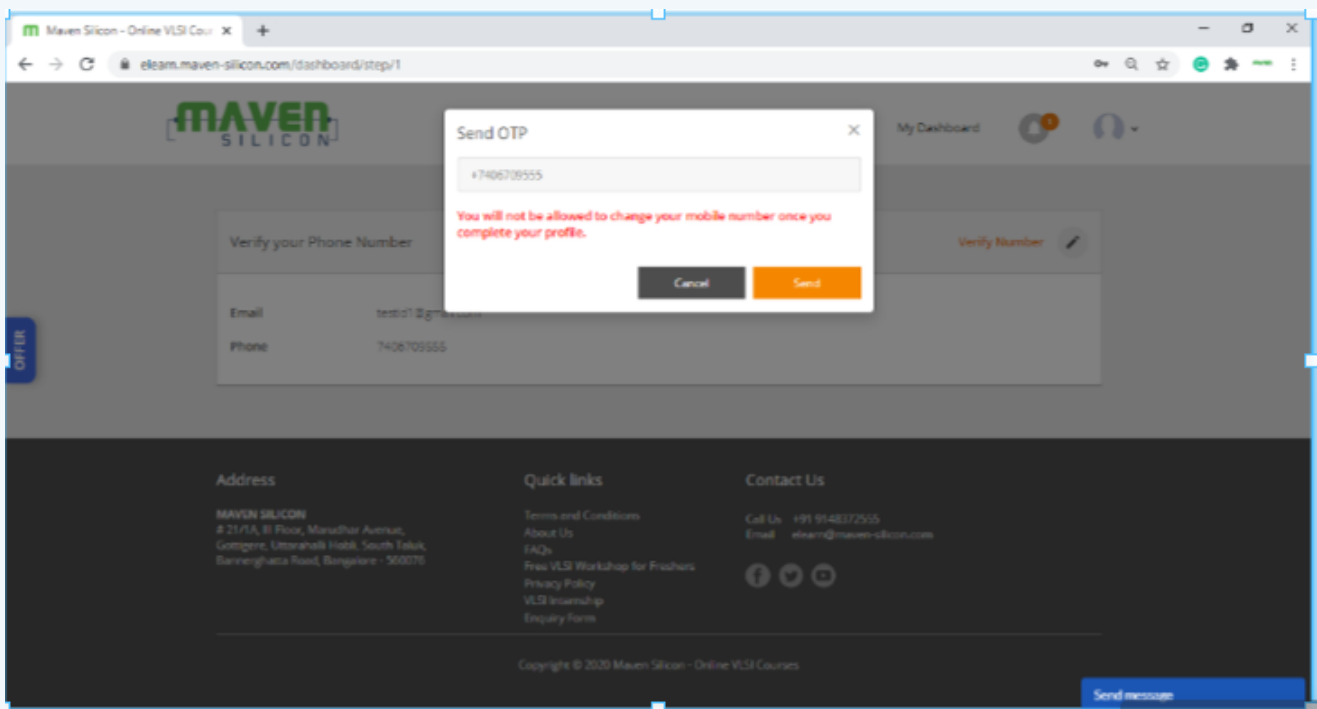 Maven Silicon - Online VLSI Cour
elearn.maven-silicon.com/dashboard/step/1
MAVEN
SILICON
My Dashboard
Send OTP
+7406709555
You will not be allowed to change your mobile number once you
complete your profile.
Cancel
Send
Verify your Phone Number
Verify Number
Email
Phone
7406709555
OFFER
Address
MAVEN SILICON
# 21/1A, III Floor, Marudhar Avenue,
Gottigere, Uttarahalli Hobli, South Taluk,
Bannerghatta Road, Bangalore - 560076
Quick links
Terms and Conditions
About Us
FAQs
Free VLSI Workshop for Freshers
Privacy Policy
VLSI Internship
Enquiry Form
Contact Us
Call Us +91 9148372555
Email elearn@maven-silicon.com
Copyright © 2020 Maven Silicon - Online VLSI Courses
Send message